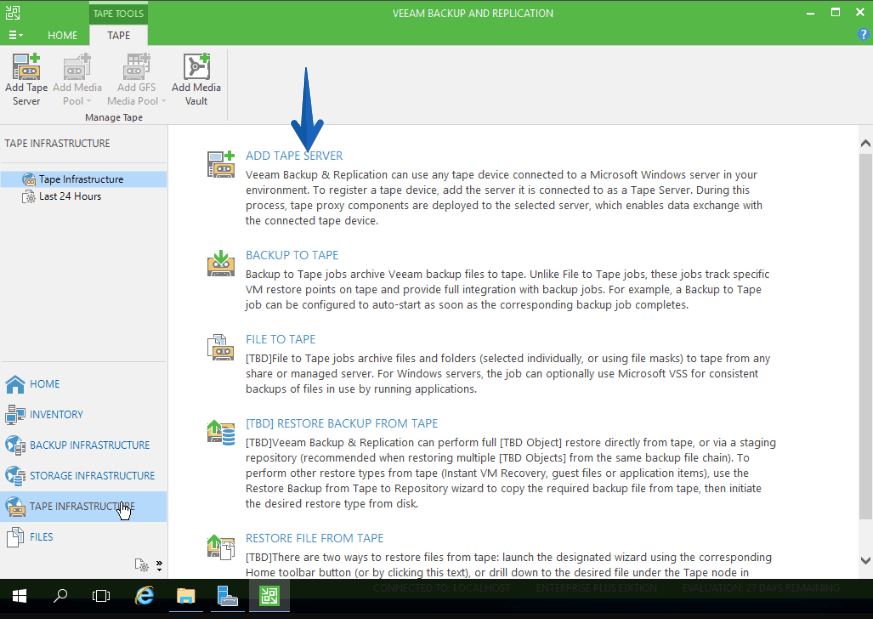 TAPE TOOLS
VEEAM BACKUP AND REPLICATION
HOME
TAPE
Add Tape Server
Add Media Pool
Add GFS Media Pool
Add Media Vault
Manage Tape
TAPE INFRASTRUCTURE
Tape Infrastructure
Last 24 Hours
HOME
INVENTORY
BACKUP INFRASTRUCTURE
STORAGE INFRASTRUCTURE
TAPE INFRASTRUCTURE
FILES
ADD TAPE SERVER
Veeam Backup & Replication can use any tape device connected to a Microsoft Windows server in your
environment. To register a tape device, add the server it is connected to as a Tape Server. During this
process, tape proxy components are deployed to the selected server, which enables data exchange with
the connected tape device.
BACKUP TO TAPE
Backup to Tape jobs archive Veeam backup files to tape. Unlike File to Tape jobs, these jobs track specific
VM restore points on tape and provide full integration with backup jobs. For example, a Backup to Tape
job can be configured to auto-start as soon as the corresponding backup job completes.
FILE TO TAPE
[TBD]File to Tape jobs archive files and folders (selected individually, or using file masks) to tape from any
share or managed server. For Windows servers, the job can optionally use Microsoft VSS for consistent
backups of files in use by running applications.
[TBD] RESTORE BACKUP FROM TAPE
[TBD]Veeam Backup & Replication can perform full [TBD Object] restore directly from tape, or via a staging
repository (recommended when restoring multiple [TBD Objects] from the same backup file chain). To
perform other restore types from tape (Instant VM Recovery, guest files or application items), use the
Restore Backup from Tape to Repository wizard to copy the required backup file from tape, then initiate
the desired restore type from disk.
RESTORE FILE FROM TAPE
[TBD]There are two ways to restore files from tape: launch the designated wizard using the corresponding
Home toolbar button (or by clicking this text), or drill down to the desired file under the Tape node in
CONNECTED TO: LOCALHOST
ENTERPRISE PLUS EDITION
EVALUATION: 27 DAYS REMAINING